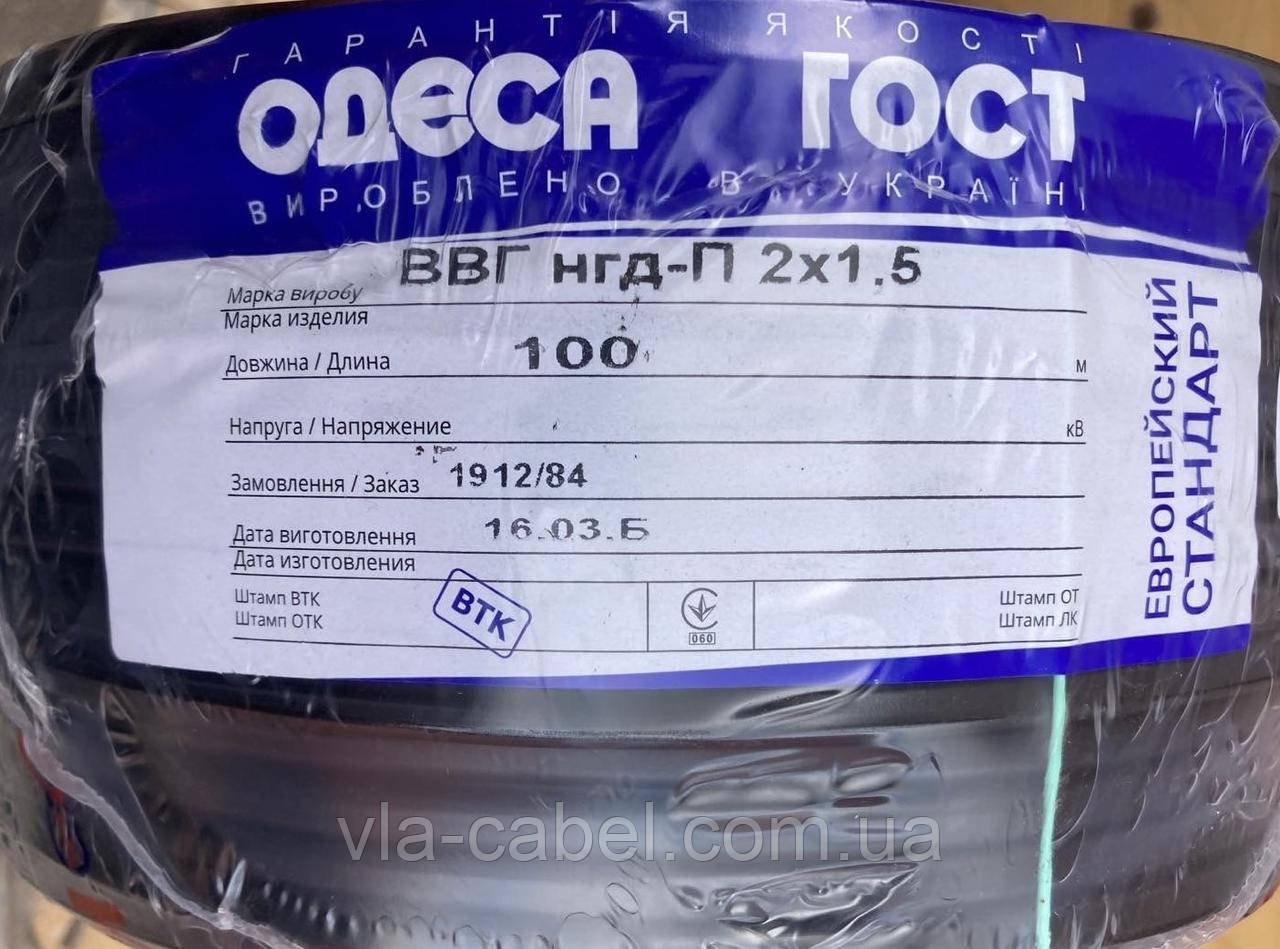 ГАРАНТІЯ ЯКОСТІ
ОДЕСА ГОСТ
ВИРОБЛЕНО В УКРАЇНІ
ВВГ нгд-П 2х1.5
Марка виробу
Марка изделия
Довжина / Длина 100 м
Напруга / Напряжение кВ
Замовлення / Заказ 1912/84
Дата виготовлення 16.03.Б
Дата изготовления
Штамп ВТК
Штамп ОТК
ВТК
060
Штамп ОТ
Штамп ЛК
ЕВРОПЕЙСКИЙ
СТАНДАРТ
vla-cabel.com.ua